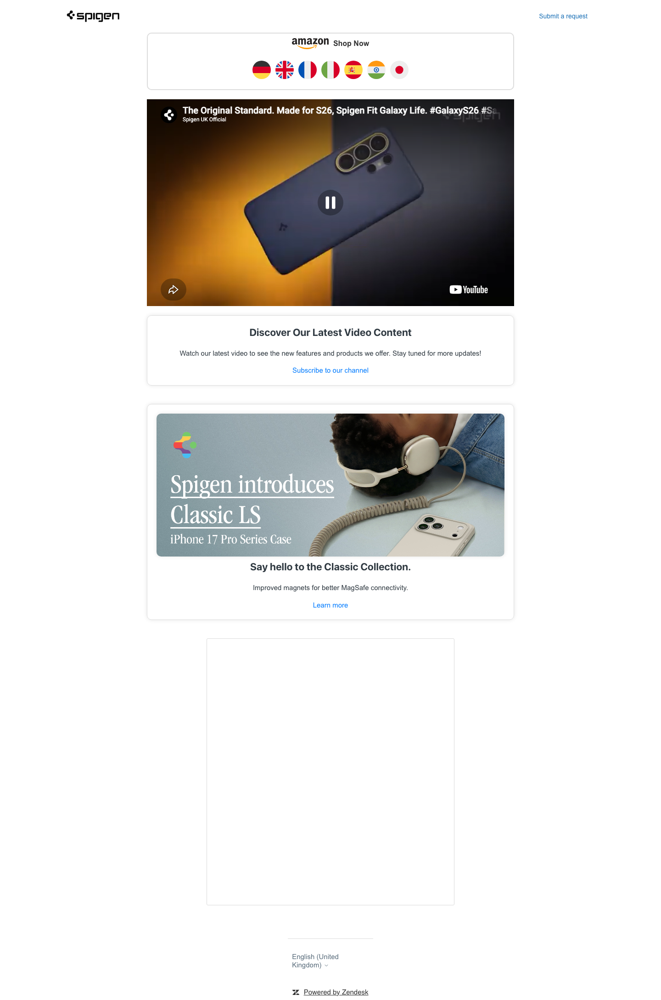 spigen
Submit a request
amazon Shop Now
The Original Standard. Made for S26, Spigen Fit Galaxy Life. #GalaxyS26 #Sa
Spigen UK Official
spigen
YouTube
Discover Our Latest Video Content
Watch our latest video to see the new features and products we offer. Stay tuned for more updates!
Subscribe to our channel
Spigen introduces
Classic LS
iPhone 17 Pro Series Case
Say hello to the Classic Collection.
Improved magnets for better MagSafe connectivity.
Learn more
English (United
Kingdom)
Powered by Zendesk